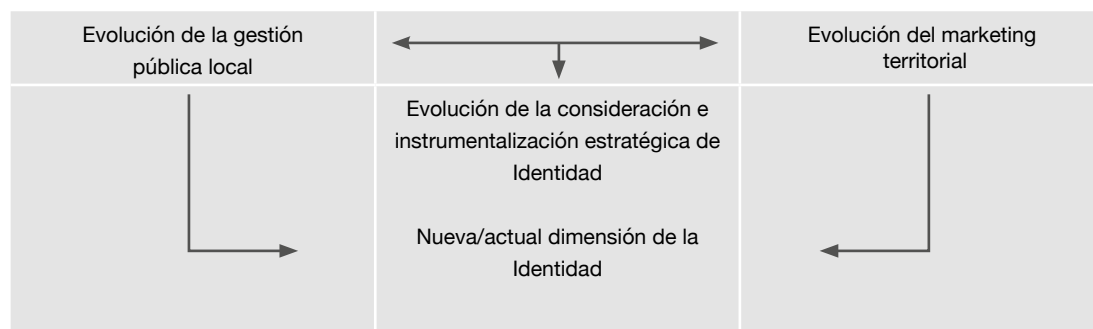 Evolución de la gestión
pública local
Evolución del marketing
territorial
Evolución de la consideración e
instrumentalización estratégica de
Identidad
Nueva/actual dimensión de la
Identidad